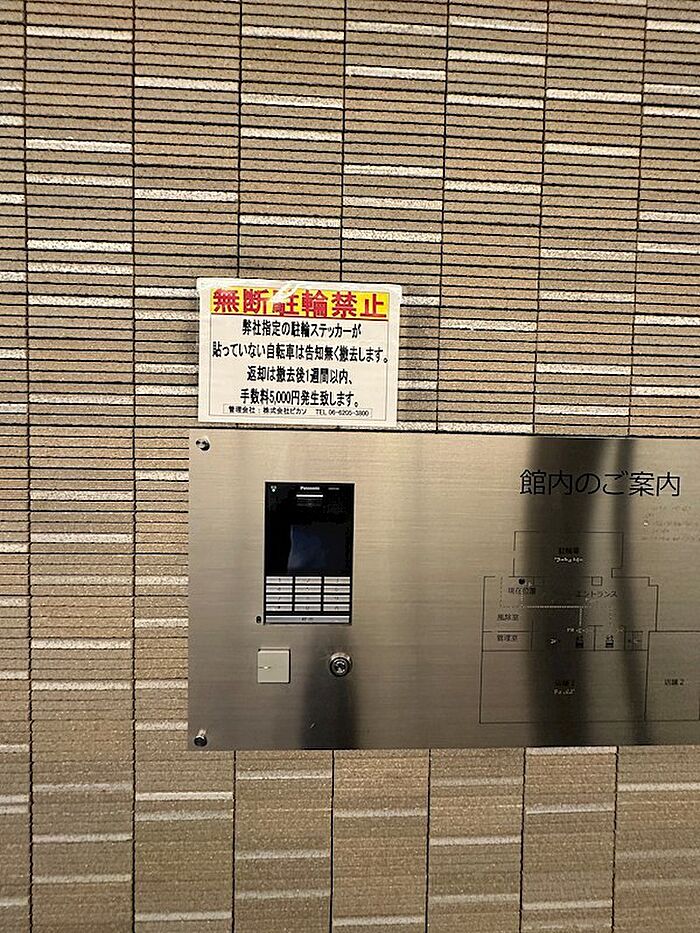 無断駐輪禁止
弊社指定の駐輪ステッカーが
貼っていない自転車は告知無く撤去します。
返却は撤去後1週間以内、
手数料5,000円発生致します。
管理会社：株式会社ピカソ TEL 06-6205-3800
Panasonic
館内のご案内
駐輪場
現在位置
エントランス
風除室
管理室
店舗1
店舗2